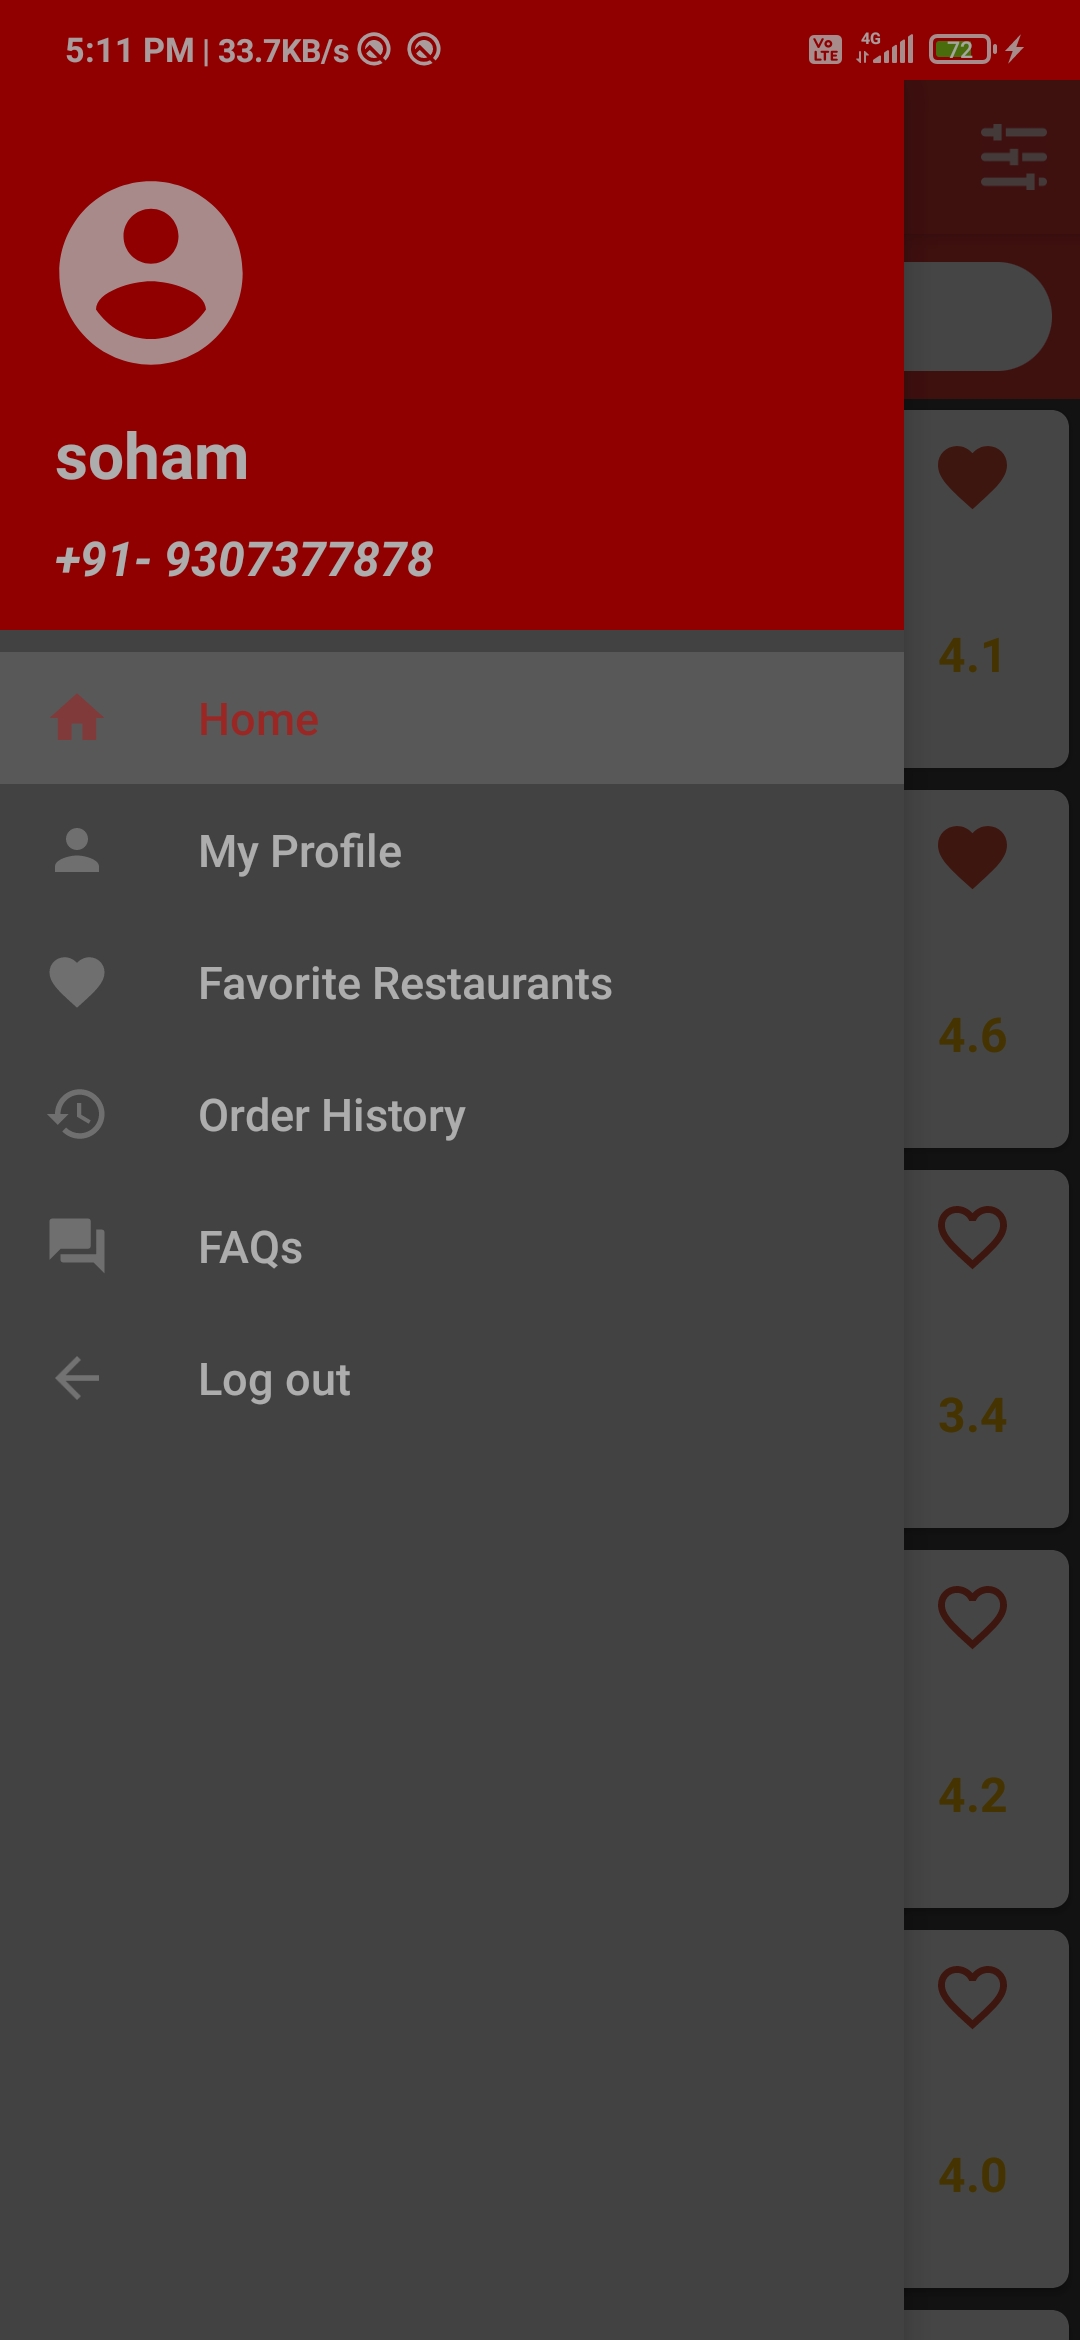 5:11 PM | 33.7KB/s
Vo LTE 4G 72
soham
+91- 9307377878
Home
My Profile
Favorite Restaurants
Order History
FAQs
Log out
4.1
4.6
3.4
4.2
4.0